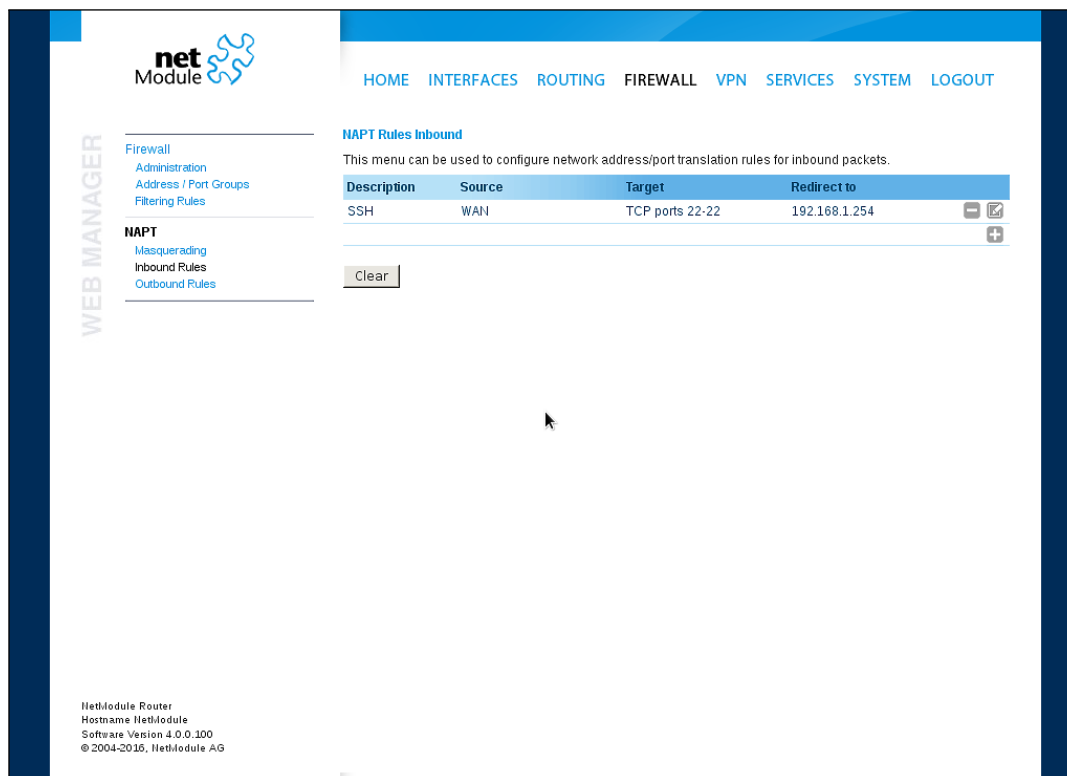 net
Module
HOME INTERFACES ROUTING FIREWALL VPN SERVICES SYSTEM LOGOUT
WEB MANAGER
Firewall
Administration
Address / Port Groups
Filtering Rules
NAPT
Masquerading
Inbound Rules
Outbound Rules
NAPT Rules Inbound
This menu can be used to configure network address/port translation rules for inbound packets.
Description Source Target Redirect to
SSH WAN TCP ports 22-22 192.168.1.254
Clear
NetModule Router
Hostname NetModule
Software Version 4.0.0.100
© 2004-2016, NetModule AG